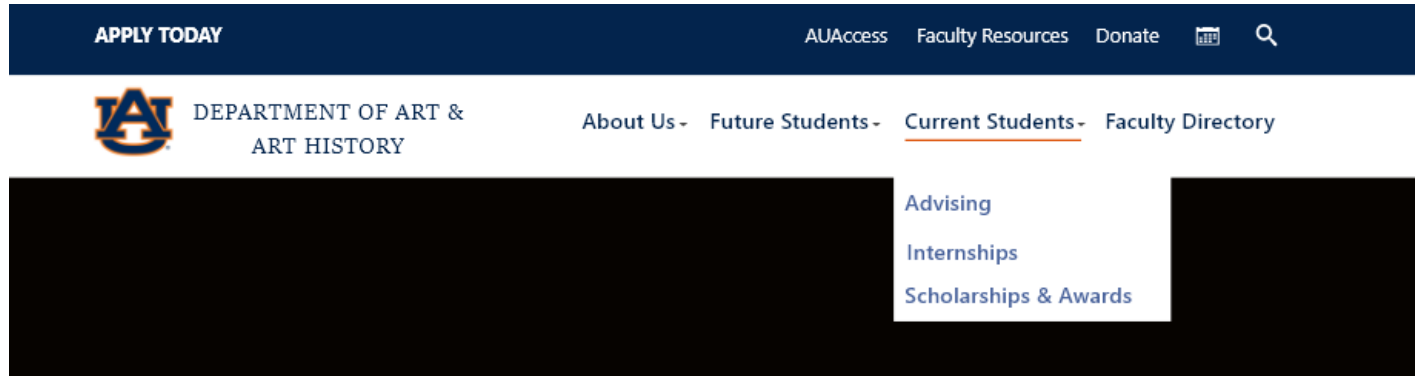 APPLY TODAY AUAccess Faculty Resources Donate
AU
DEPARTMENT OF ART &
ART HISTORY
About Us Future Students Current Students Faculty Directory
Advising
Internships
Scholarships & Awards